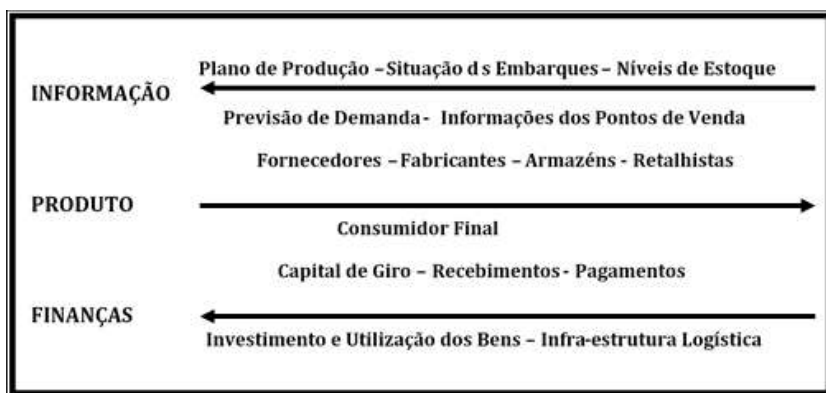 Plano de Produção – Situação d s Embarques – Níveis de Estoque
INFORMAÇÃO
Previsão de Demanda - Informações dos Pontos de Venda
Fornecedores – Fabricantes – Armazéns - Retalhistas
PRODUTO
Consumidor Final
Capital de Giro – Recebimentos - Pagamentos
FINANÇAS
Investimento e Utilização dos Bens – Infra-estrutura Logística